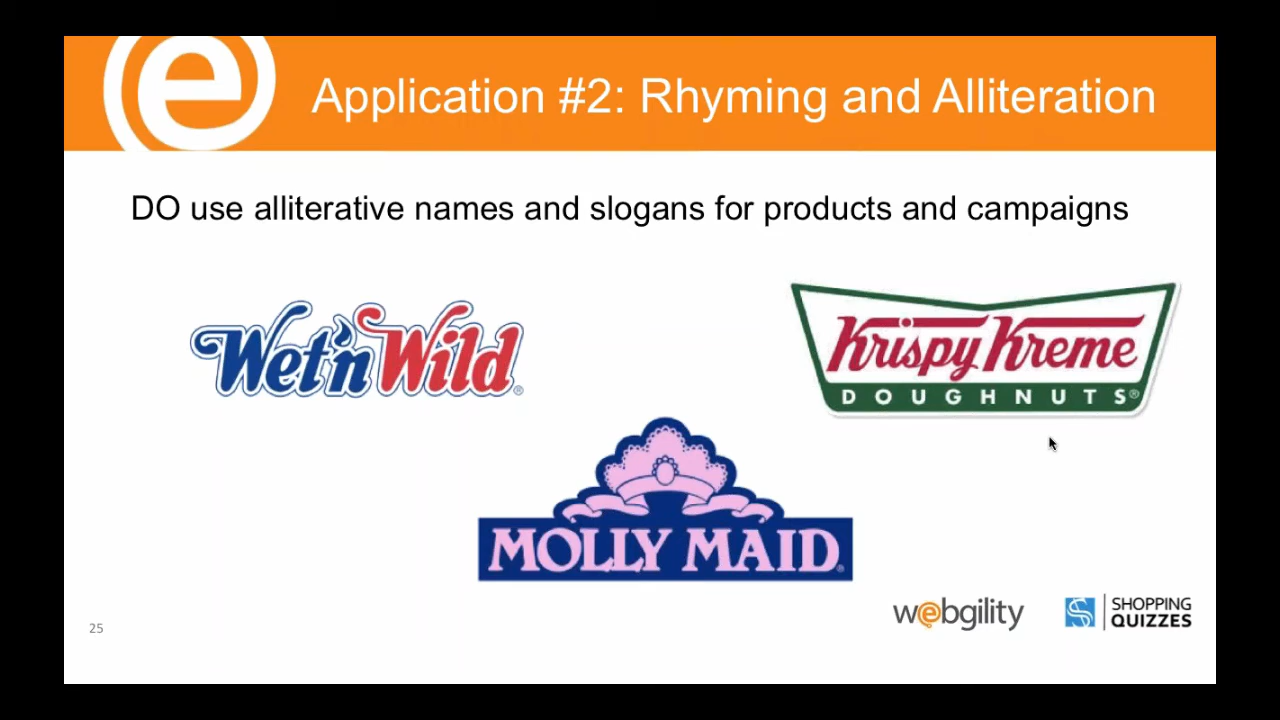 e
Application #2: Rhyming and Alliteration
DO use alliterative names and slogans for products and campaigns
Wet'n Wild®
Krispy Kreme
DOUGHNUTS®
MOLLY MAID®
webgility
SHOPPING
QUIZZES
25